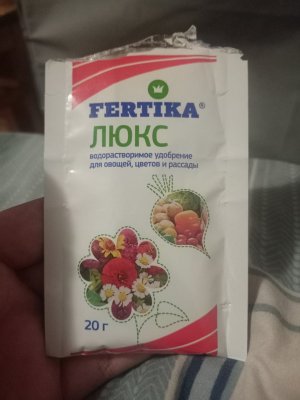 FERTIKA®
ЛЮКС
водорастворимое удобрение
для овощей, цветов и рассады
20 г